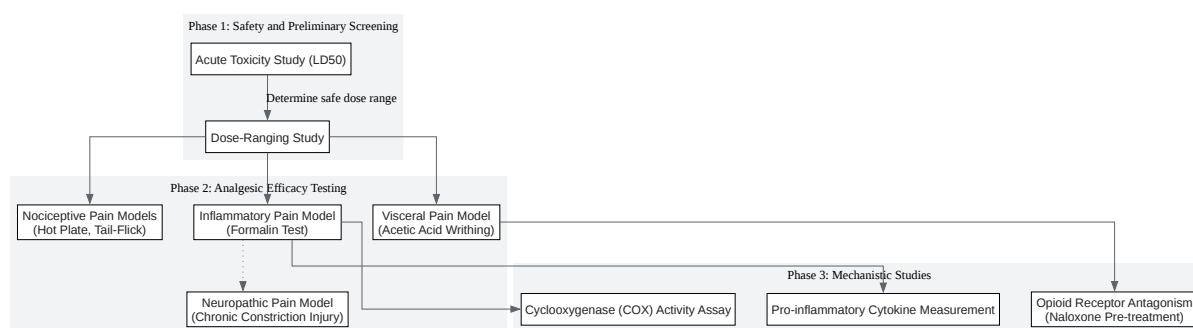 Phase 1: Safety and Preliminary Screening
Acute Toxicity Study (LD50)
Determine safe dose range
Dose-Ranging Study
Phase 2: Analgesic Efficacy Testing
Nociceptive Pain Models
(Hot Plate, Tail-Flick)
Inflammatory Pain Model
(Formalin Test)
Visceral Pain Model
(Acetic Acid Writhing)
Neuropathic Pain Model
(Chronic Constriction Injury)
Phase 3: Mechanistic Studies
Cyclooxygenase (COX) Activity Assay
Pro-inflammatory Cytokine Measurement
Opioid Receptor Antagonism
(Naloxone Pre-treatment)